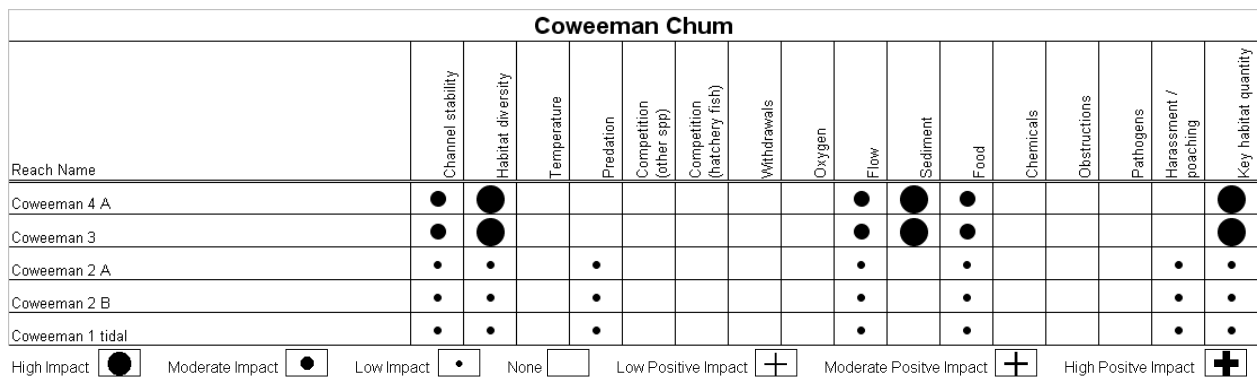 Coweeman Chum
Reach Name
Channel stability
Habitat diversity
Temperature
Predation
Competition
(other spp)
Competition
(hatchery fish)
Withdrawals
Oxygen
Flow
Sediment
Food
Chemicals
Obstructions
Pathogens
Harassment /
poaching
Key habitat quantity
Coweeman 4 A
Coweeman 3
Coweeman 2 A
Coweeman 2 B
Coweeman 1 tidal
High Impact Moderate Impact Low Impact None Low Positive Impact Moderate Positve Impact High Positve Impact